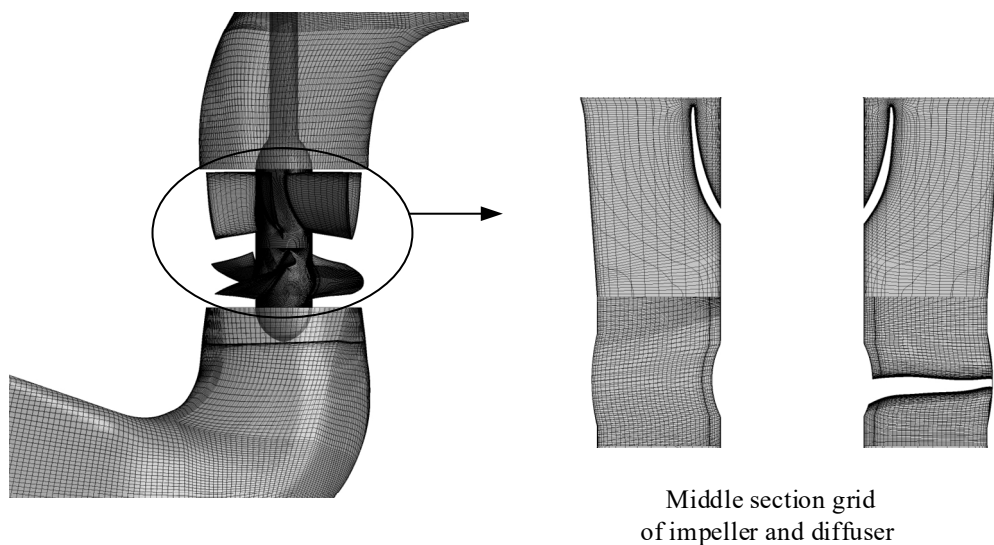 Middle section grid
of impeller and diffuser